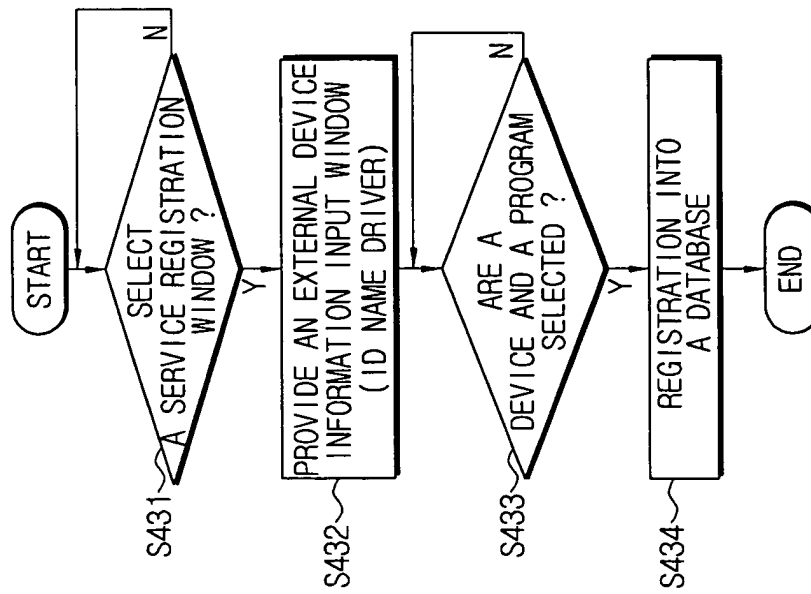 START
SELECT
A SERVICE REGISTRATION
WINDOW ?
N
S431
Y
PROVIDE AN EXTERNAL DEVICE
INFORMATION INPUT WINDOW
(ID NAME DRIVER)
S432
ARE A
DEVICE AND A PROGRAM
SELECTED ?
N
S433
Y
REGISTRATION INTO
A DATABASE
S434
END